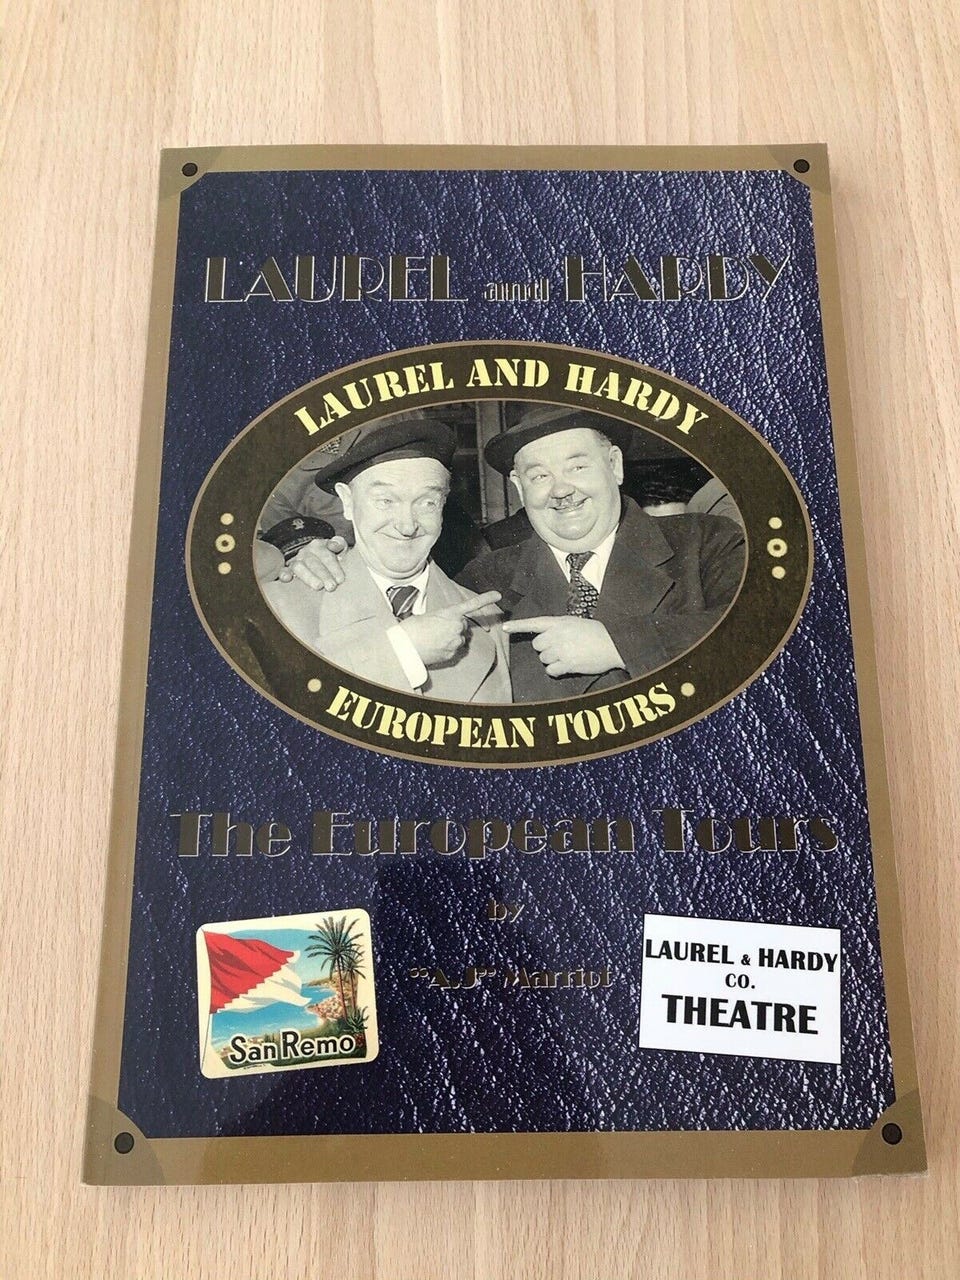 LAUREL and HARDY
LAUREL AND HARDY
EUROPEAN TOURS
The European Tours
by
"A.J" Marriot
San Remo
LAUREL & HARDY
CO.
THEATRE